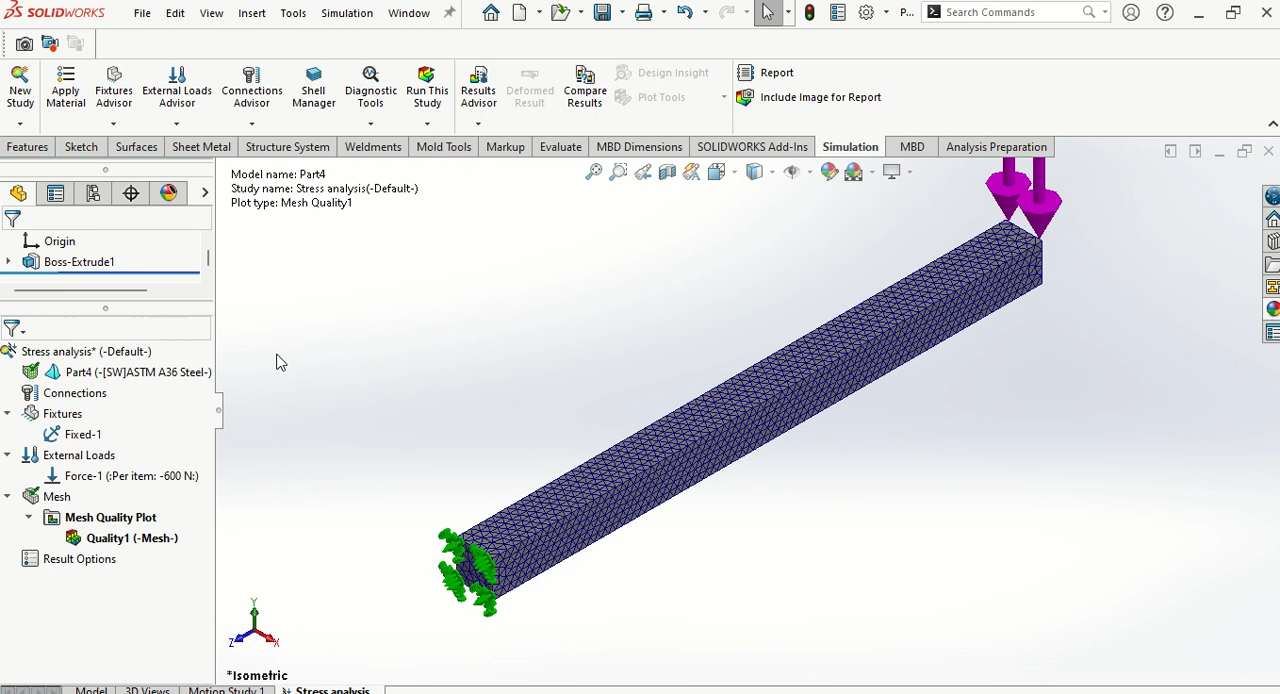 SOLIDWORKS File Edit View Insert Tools Simulation Window P... Search Commands
New Study
Apply Material
Fixtures Advisor
External Loads Advisor
Connections Advisor
Shell Manager
Diagnostic Tools
Run This Study
Results Advisor
Deformed Result
Compare Results
Design Insight
Plot Tools
Report
Include Image for Report
Features Sketch Surfaces Sheet Metal Structure System Weldments Mold Tools Markup Evaluate MBD Dimensions SOLIDWORKS Add-Ins Simulation MBD Analysis Preparation
Model name: Part4
Study name: Stress analysis(-Default-)
Plot type: Mesh Quality1
Origin
Boss-Extrude1
Stress analysis* (-Default-)
Part4 (-[SW]ASTM A36 Steel-)
Connections
Fixtures
Fixed-1
External Loads
Force-1 (:Per item: -600 N:)
Mesh
Mesh Quality Plot
Quality1 (-Mesh-)
Result Options
Y
Z
X
*Isometric
Model 3D Views Motion Study 1 Stress analysis